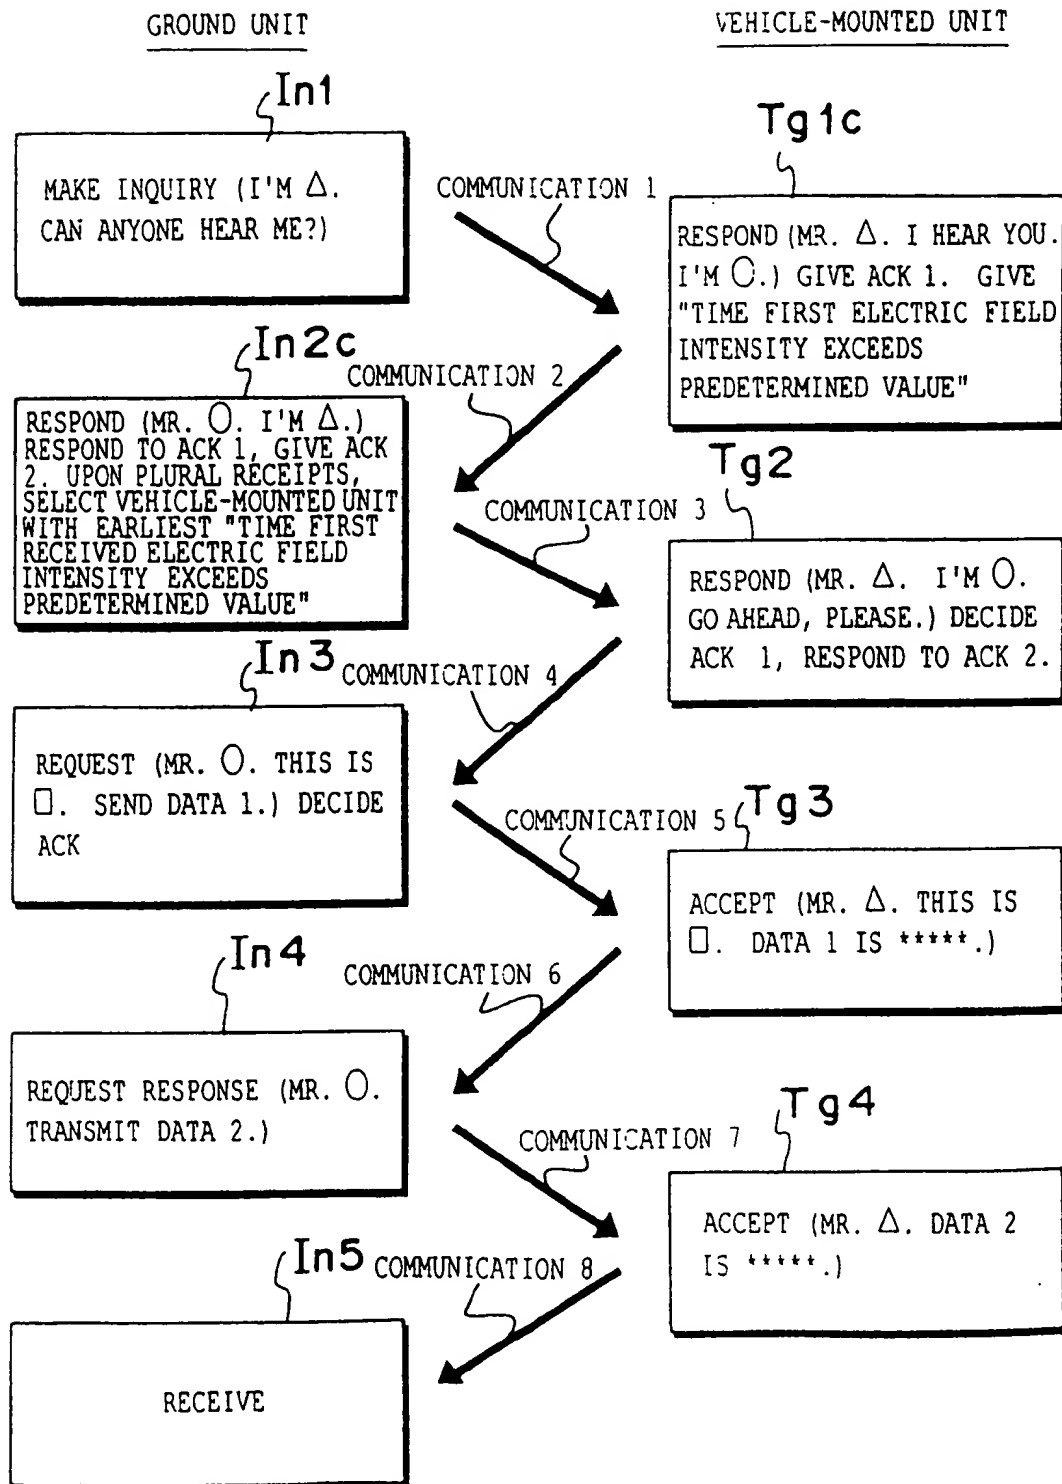 GROUND UNIT
VEHICLE-MOUNTED UNIT
In1
MAKE INQUIRY (I'M △.
CAN ANYONE HEAR ME?)
COMMUNICATION 1
Tg1c
RESPOND (MR. △. I HEAR YOU.
I'M ○.) GIVE ACK 1. GIVE
"TIME FIRST ELECTRIC FIELD
INTENSITY EXCEEDS
PREDETERMINED VALUE"
COMMUNICATION 2
In2c
RESPOND (MR. ○. I'M △.)
RESPOND TO ACK 1, GIVE ACK
2. UPON PLURAL RECEIPTS,
SELECT VEHICLE-MOUNTED UNIT
WITH EARLIEST "TIME FIRST
RECEIVED ELECTRIC FIELD
INTENSITY EXCEEDS
PREDETERMINED VALUE"
COMMUNICATION 3
Tg2
RESPOND (MR. △. I'M ○.
GO AHEAD, PLEASE.) DECIDE
ACK 1, RESPOND TO ACK 2.
COMMUNICATION 4
In3
REQUEST (MR. ○. THIS IS
□. SEND DATA 1.) DECIDE
ACK
COMMUNICATION 5
Tg3
ACCEPT (MR. △. THIS IS
□. DATA 1 IS *****.)
COMMUNICATION 6
In4
REQUEST RESPONSE (MR. ○.
TRANSMIT DATA 2.)
COMMUNICATION 7
Tg4
ACCEPT (MR. △. DATA 2
IS *****.)
COMMUNICATION 8
In5
RECEIVE